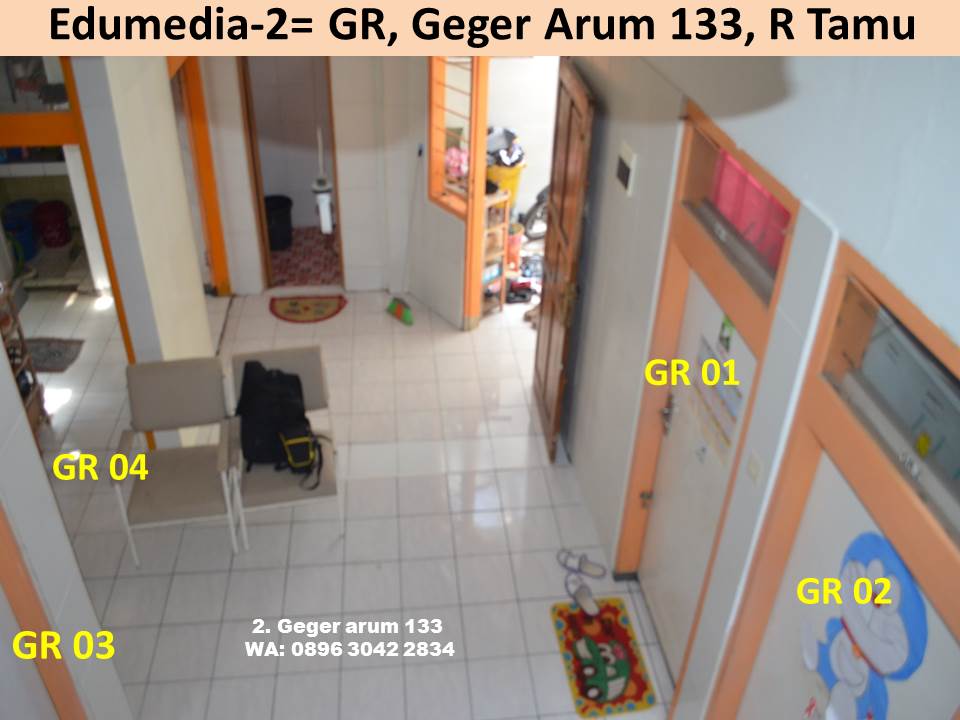 Edumedia-2= GR, Geger Arum 133, R Tamu
GR 01
GR 04
GR 02
GR 03
2. Geger arum 133
WA: 0896 3042 2834